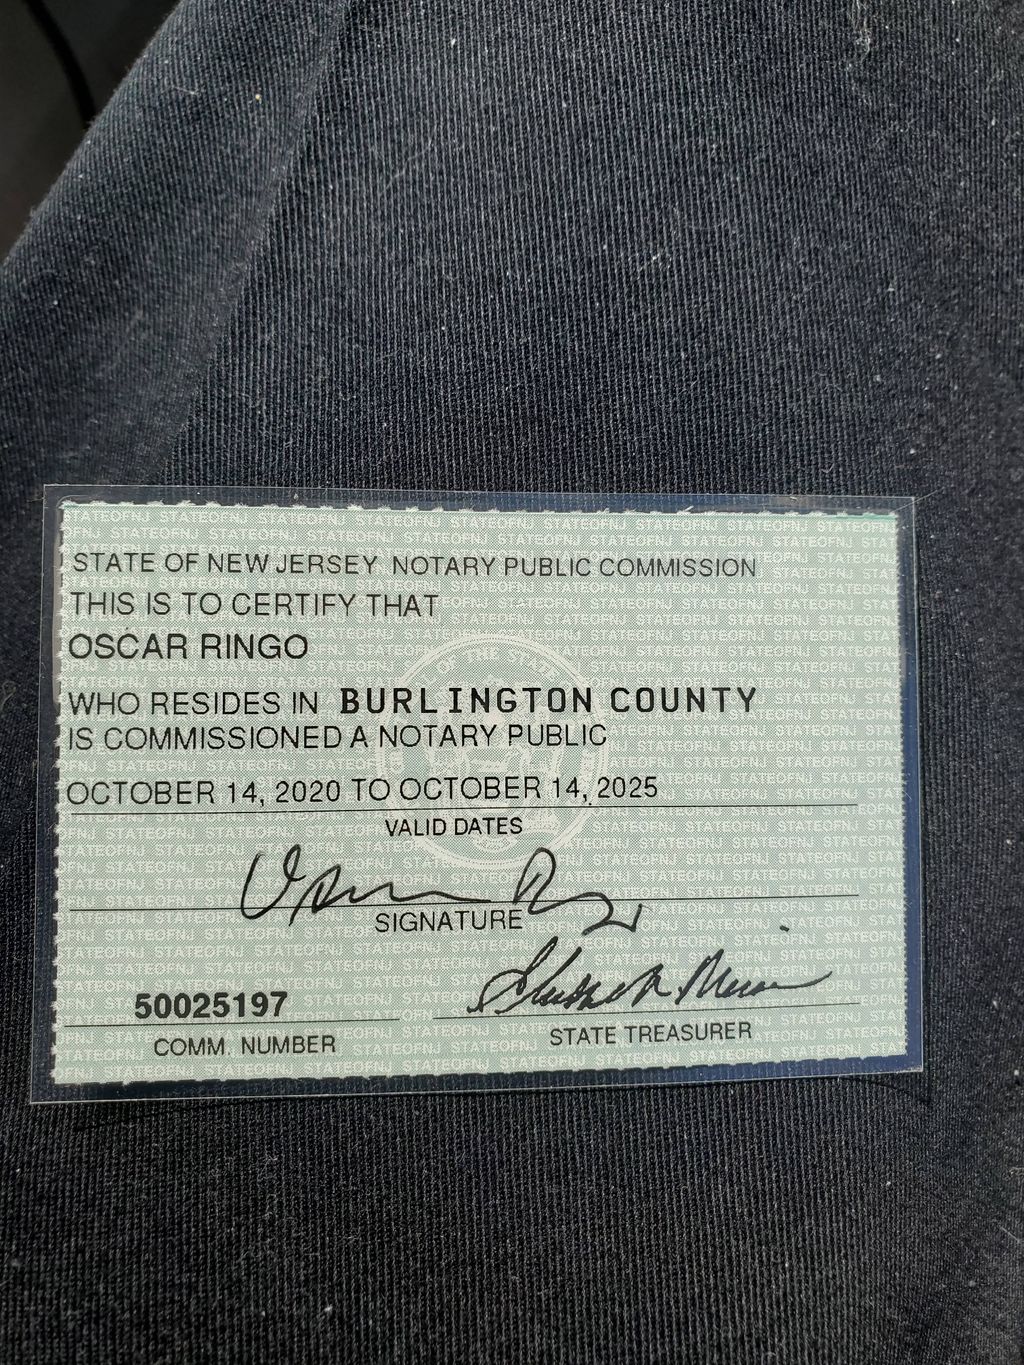 STATE OF NEW JERSEY NOTARY PUBLIC COMMISSION
THIS IS TO CERTIFY THAT
OSCAR RINGO
WHO RESIDES IN BURLINGTON COUNTY
IS COMMISSIONED A NOTARY PUBLIC
OCTOBER 14, 2020 TO OCTOBER 14, 2025
VALID DATES
SIGNATURE
50025197
COMM. NUMBER
STATE TREASURER